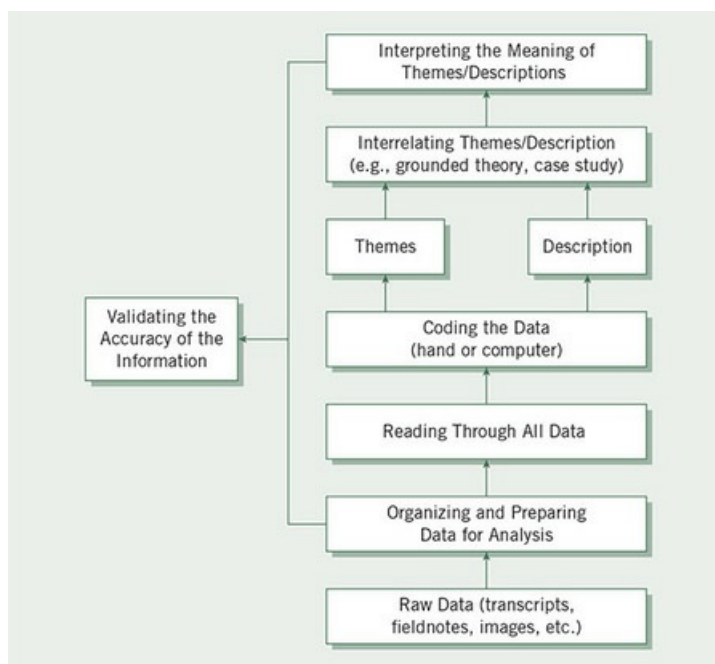 Interpreting the Meaning of
Themes/Descriptions
Interrelating Themes/Description
(e.g., grounded theory, case study)
Themes
Description
Validating the
Accuracy of the
Information
Coding the Data
(hand or computer)
Reading Through All Data
Organizing and Preparing
Data for Analysis
Raw Data (transcripts,
fieldnotes, images, etc.)